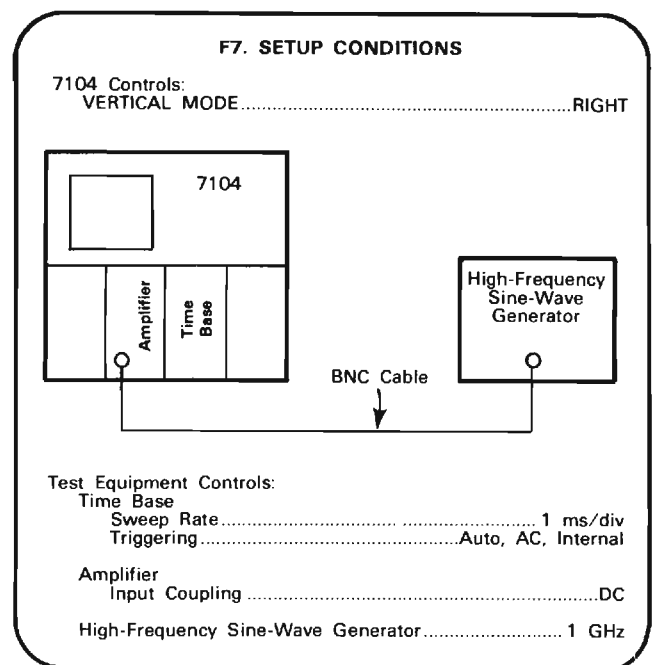 F7. SETUP CONDITIONS
7104 Controls:
VERTICAL MODE......................................................RIGHT
7104
Amplifier
Time
Base
High-Frequency
Sine-Wave
Generator
BNC Cable
Test Equipment Controls:
Time Base
Sweep Rate.............................. ....................... 1 ms/div
Triggering...........................................Auto, AC, Internal
Amplifier
Input Coupling ..........................................................DC
High-Frequency Sine-Wave Generator....................... 1 GHz